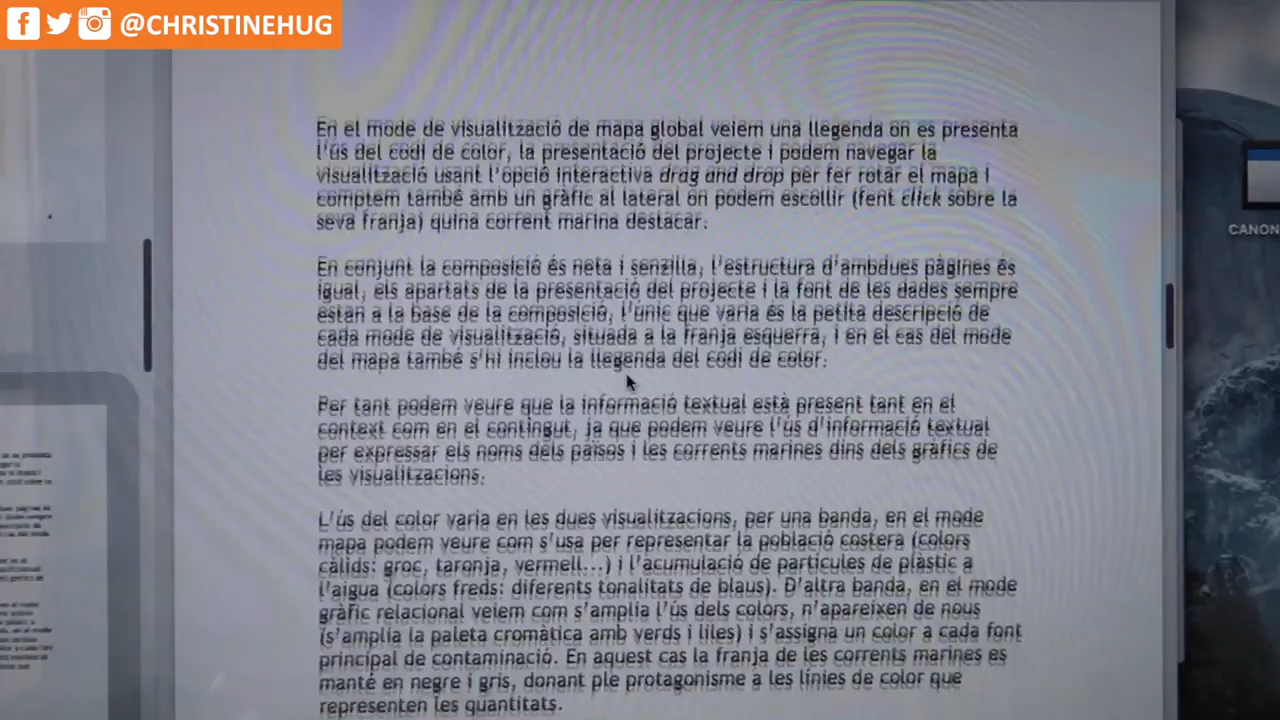 @CHRISTINEHUG
En el mode de visualització de mapa global veiem una llegenda on es presenta
l'ús del codi de color, la presentació del projecte i podem navegar la
visualització usant l'opció interactiva drag and drop per fer rotar el mapa i
comptem també amb un gràfic al lateral on podem escollir (fent click sobre la
seva franja) quina corrent marina destacar.
En conjunt la composició és neta i senzilla, l'estructura d'ambdues pàgines és
igual, els apartats de la presentació del projecte i la font de les dades sempre
estan a la base de la composició, l'únic que varia és la petita descripció de
cada mode de visualització, situada a la franja esquerra, i en el cas del mode
del mapa també s'hi inclou la llegenda del codi de color.
Per tant podem veure que la informació textual està present tant en el
context com en el contingut, ja que podem veure l'ús d'informació textual
per expressar els noms dels països i les corrents marines dins dels gràfics de
les visualitzacions.
L'ús del color varia en les dues visualitzacions, per una banda, en el mode
mapa podem veure com s'usa per representar la població costera (colors
càlids: groc, taronja, vermell...) i l'acumulació de partícules de plàstic a
l'aigua (colors freds: diferents tonalitats de blaus). D'altra banda, en el mode
gràfic relacional veiem com s'amplia l'ús dels colors, n'apareixen de nous
(s'amplia la paleta cromàtica amb verds i liles) i s'assigna un color a cada font
principal de contaminació. En aquest cas la franja de les corrents marines es
manté en negre i gris, donant ple protagonisme a les línies de color que
representen les quantitats.
CANON